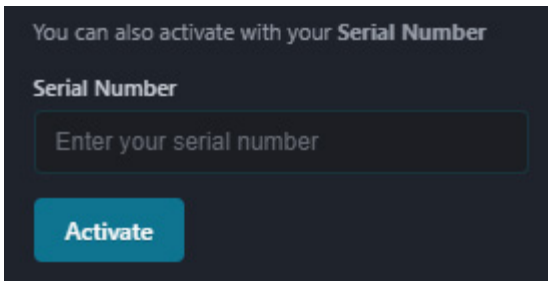 You can also activate with your Serial Number
Serial Number
Enter your serial number
Activate